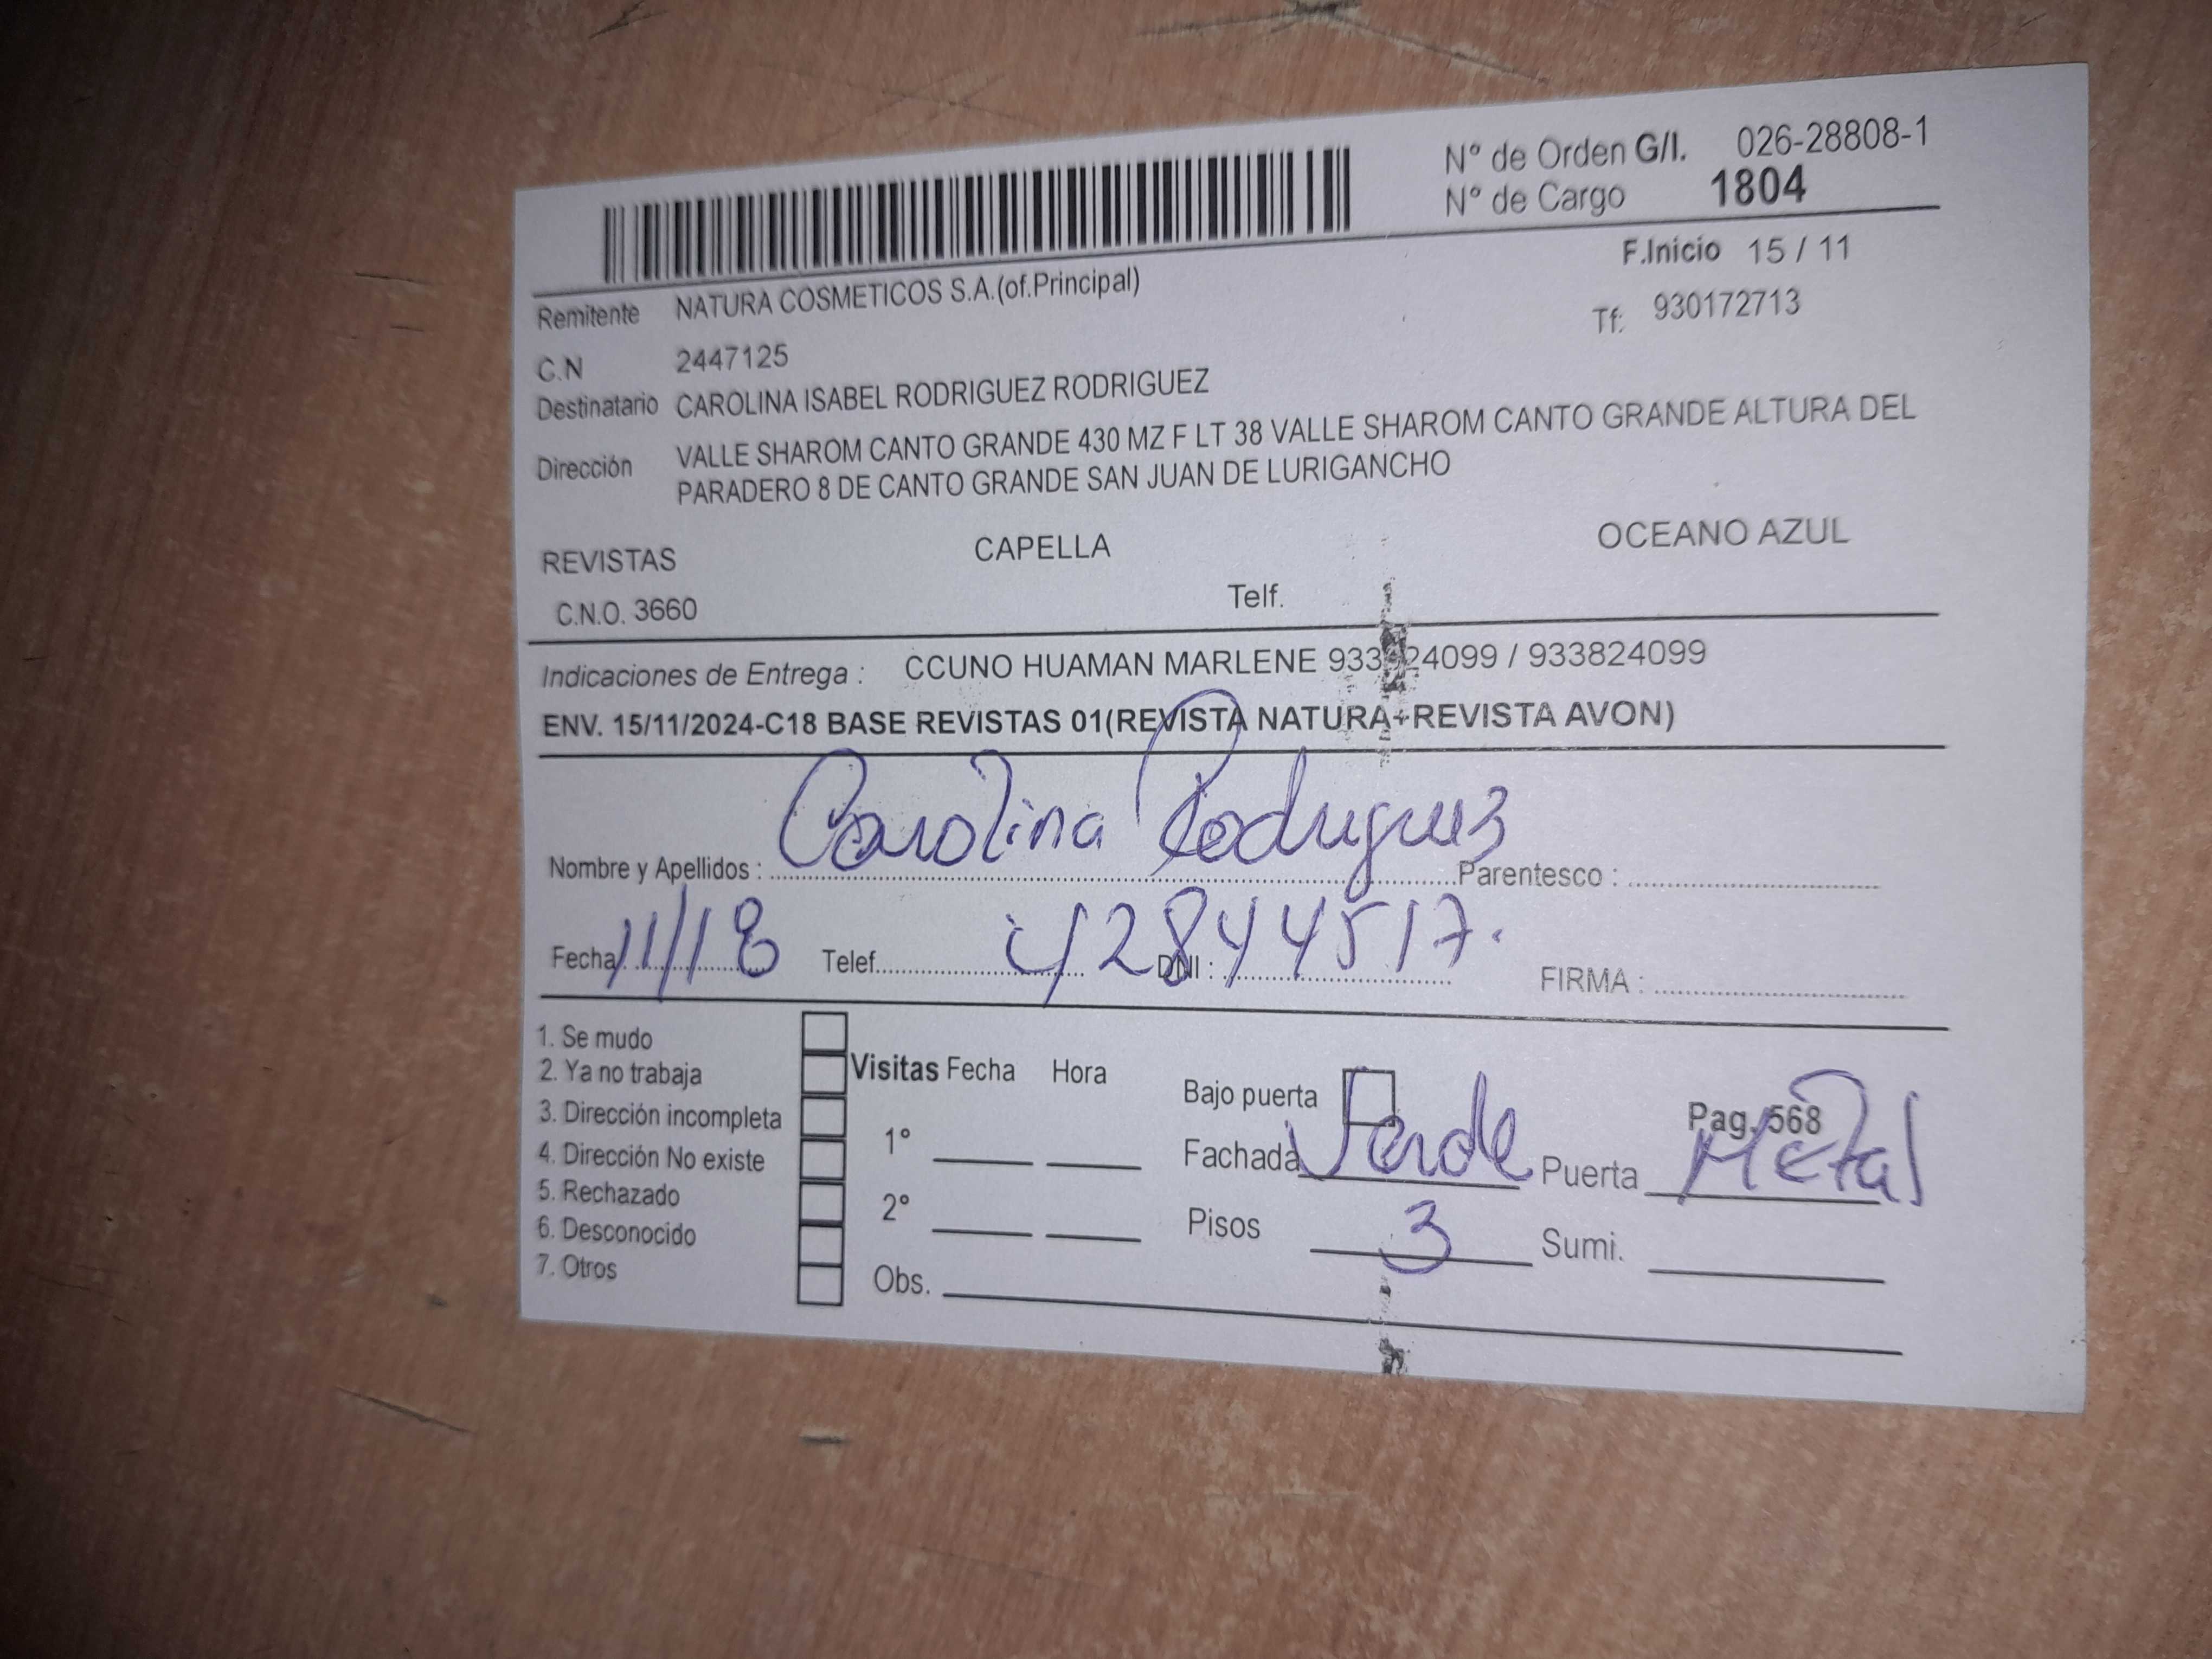 Nº de Orden G/I. 026-28808-1
Nº de Cargo 1804
F.Inicio 15 / 11
Remitente NATURA COSMETICOS S.A.(of.Principal)
Tf: 930172713
C.N 2447125
Destinatario CAROLINA ISABEL RODRIGUEZ RODRIGUEZ
Dirección VALLE SHAROM CANTO GRANDE 430 MZ F LT 38 VALLE SHAROM CANTO GRANDE ALTURA DEL
PARADERO 8 DE CANTO GRANDE SAN JUAN DE LURIGANCHO
REVISTAS CAPELLA OCEANO AZUL
C.N.O. 3660 Telf.
Indicaciones de Entrega : CCUNO HUAMAN MARLENE 933824099 / 933824099
ENV. 15/11/2024-C18 BASE REVISTAS 01(REVISTA NATURA+REVISTA AVON)
Nombre y Apellidos : Carolina Rodriguez Parentesco :
Fecha 11/18 Telef. DNI : 42844517. FIRMA :
1. Se mudo
2. Ya no trabaja
3. Dirección incompleta
4. Dirección No existe
5. Rechazado
6. Desconocido
7. Otros
Visitas Fecha Hora
1º
2º
Obs.
Bajo puerta Pag. 568
Fachada Verde Puerta Metal
Pisos 3 Sumi.